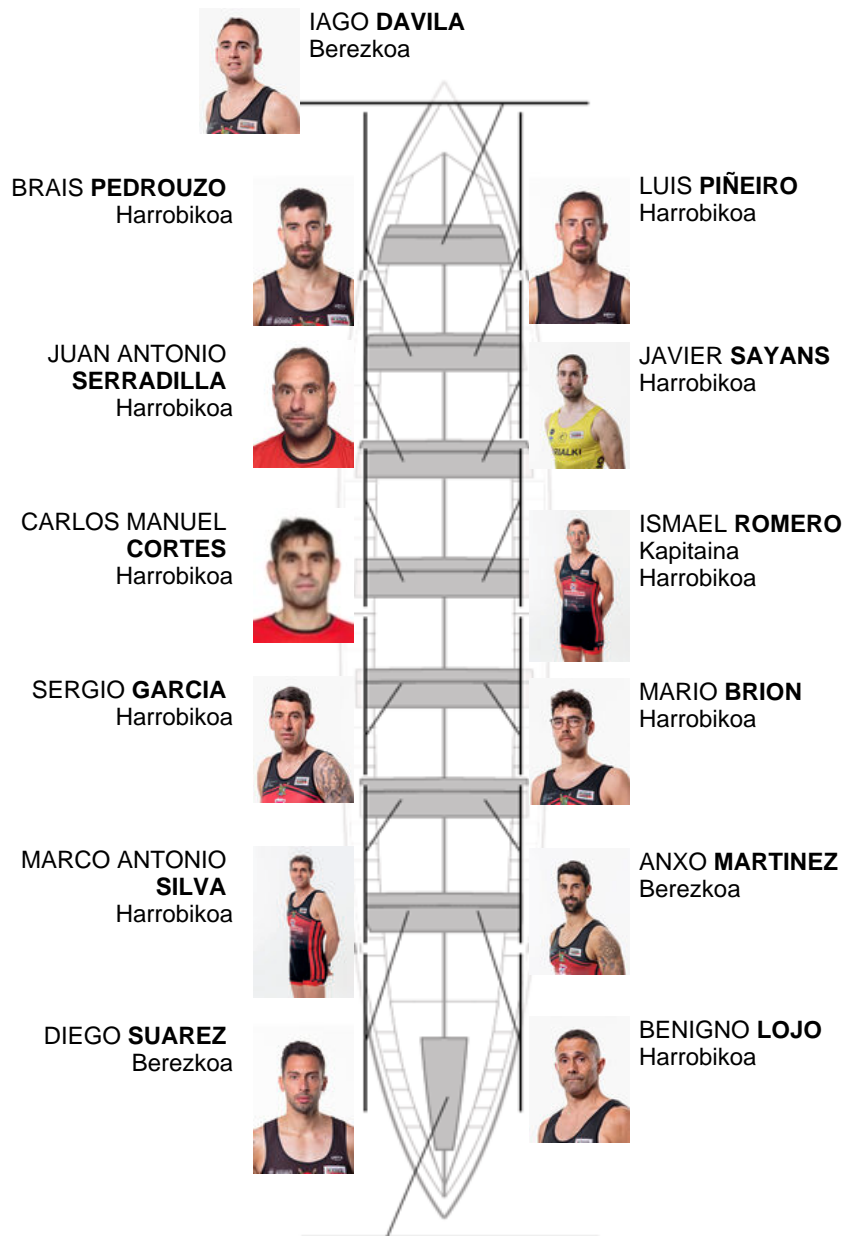 IAGO DAVILA
Berezkoa
BRAIS PEDROUZO
Harrobikoa
LUIS PIÑEIRO
Harrobikoa
JUAN ANTONIO
SERRADILLA
Harrobikoa
JAVIER SAYANS
Harrobikoa
RIALKI
CARLOS MANUEL
CORTES
Harrobikoa
ISMAEL ROMERO
Kapitaina
Harrobikoa
SERGIO GARCIA
Harrobikoa
MARIO BRION
Harrobikoa
MARCO ANTONIO
SILVA
Harrobikoa
ANXO MARTINEZ
Berezkoa
DIEGO SUAREZ
Berezkoa
BENIGNO LOJO
Harrobikoa